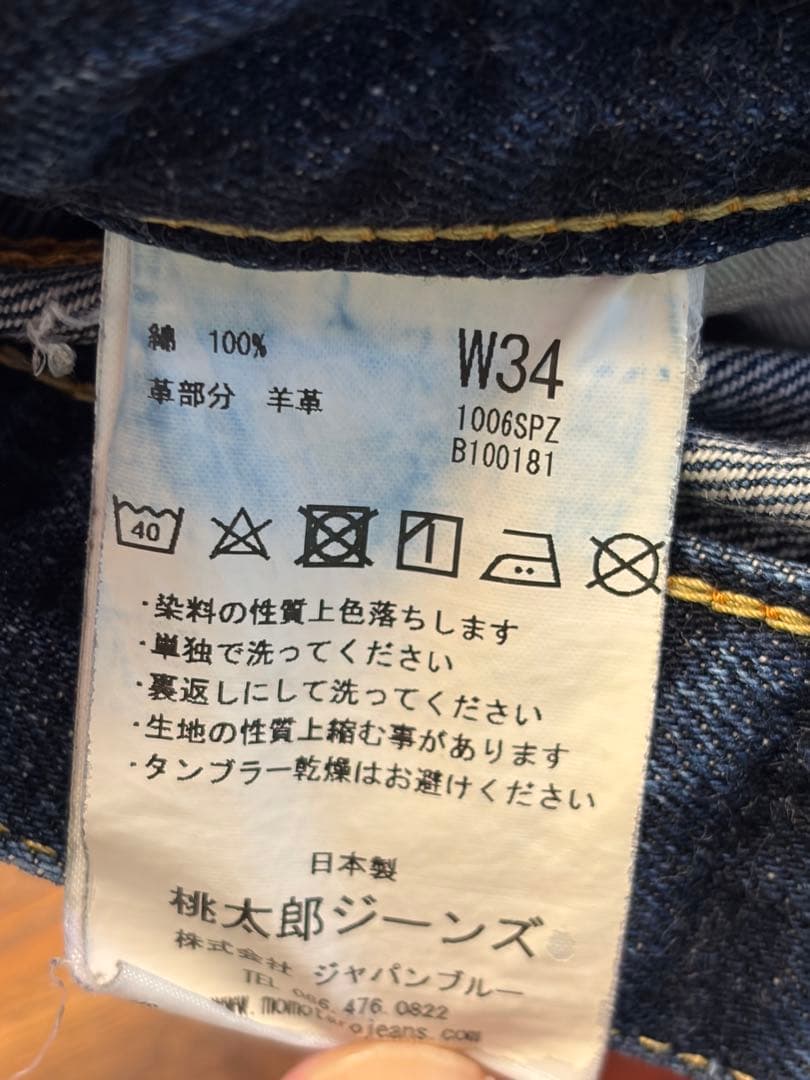 綿 100%
革部分 羊革
W34
1006SPZ
B100181
40
・染料の性質上色落ちします
・単独で洗ってください
・裏返しにして洗ってください
・生地の性質上縮む事があります
・タンブラー乾燥はお避けください
日本製
桃太郎ジーンズ
株式会社 ジャパンブルー
TEL 086.476.0822
www.momotarojeans.com